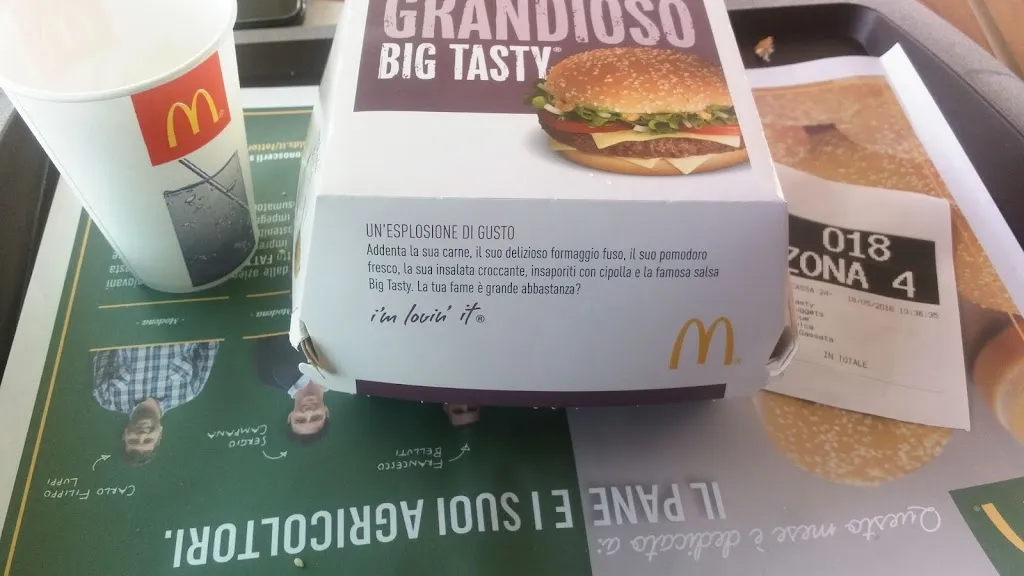 GRANDIOSO
BIG TASTY®
UN'ESPLOSIONE DI GUSTO
Addenta la sua carne, il suo delizioso formaggio fuso, il suo pomodoro
fresco, la sua insalata croccante, insaporiti con cipolla e la famosa salsa
Big Tasty. La tua fame è grande abbastanza?
i'm lovin' it®
018
ZONA 4
IN TOTALE
Questo mese è dedicato a:
IL PANE E I SUOI AGRICOLTORI.
CARLO FILIPPO
LUPPI
SERGIO
CAMPANA
FRANCESCO
BELLUTI
Modena
Modena